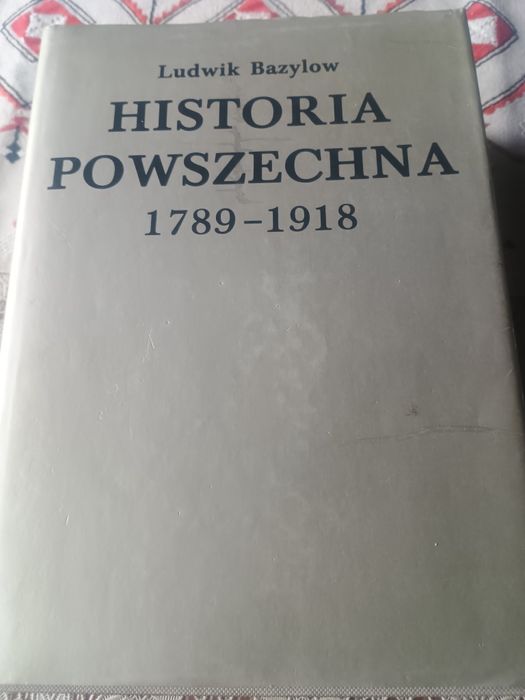 Ludwik Bazylow
HISTORIA
POWSZECHNA
1789–1918